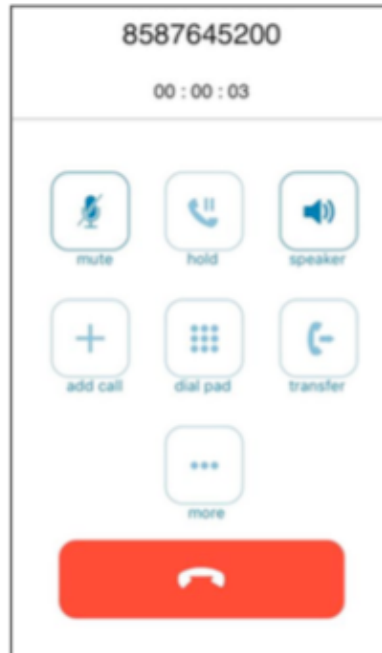 8587645200
00 : 00 : 03
mute hold speaker
add call dial pad transfer
more